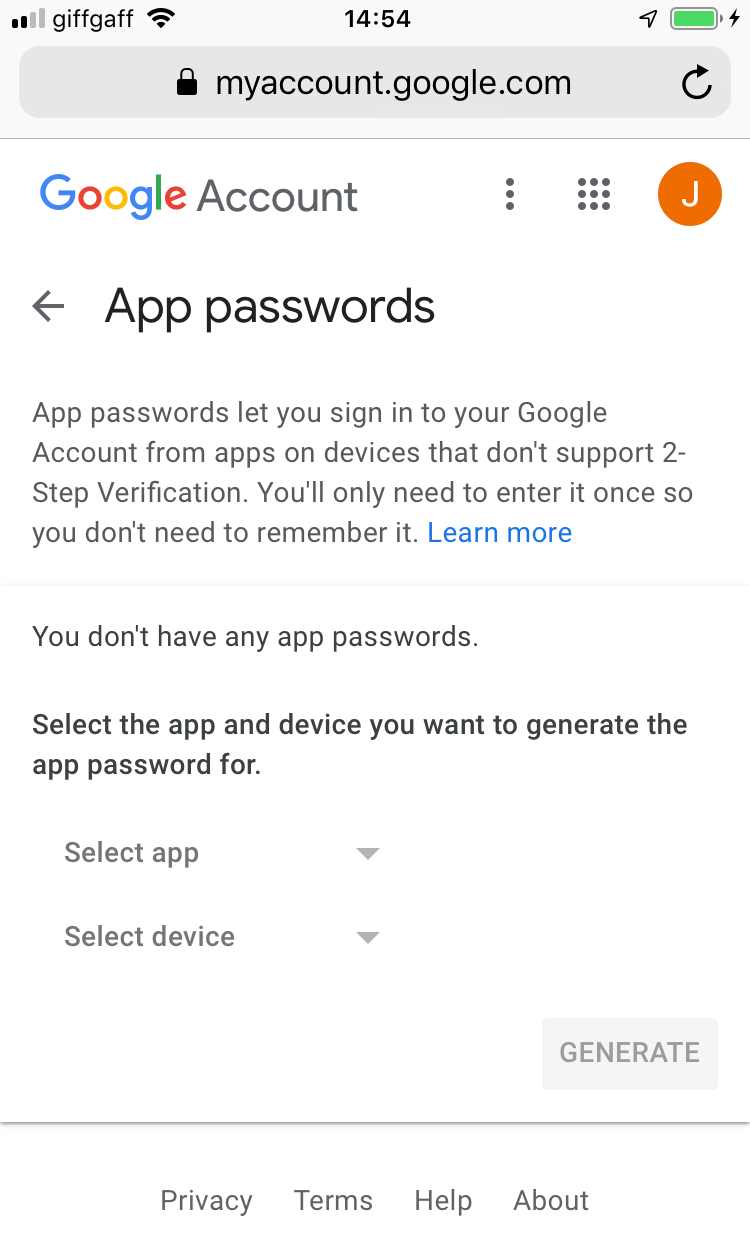 giffgaff 14:54
myaccount.google.com
Google Account J
App passwords
App passwords let you sign in to your Google
Account from apps on devices that don't support 2-
Step Verification. You'll only need to enter it once so
you don't need to remember it. Learn more
You don't have any app passwords.
Select the app and device you want to generate the
app password for.
Select app
Select device
GENERATE
Privacy Terms Help About